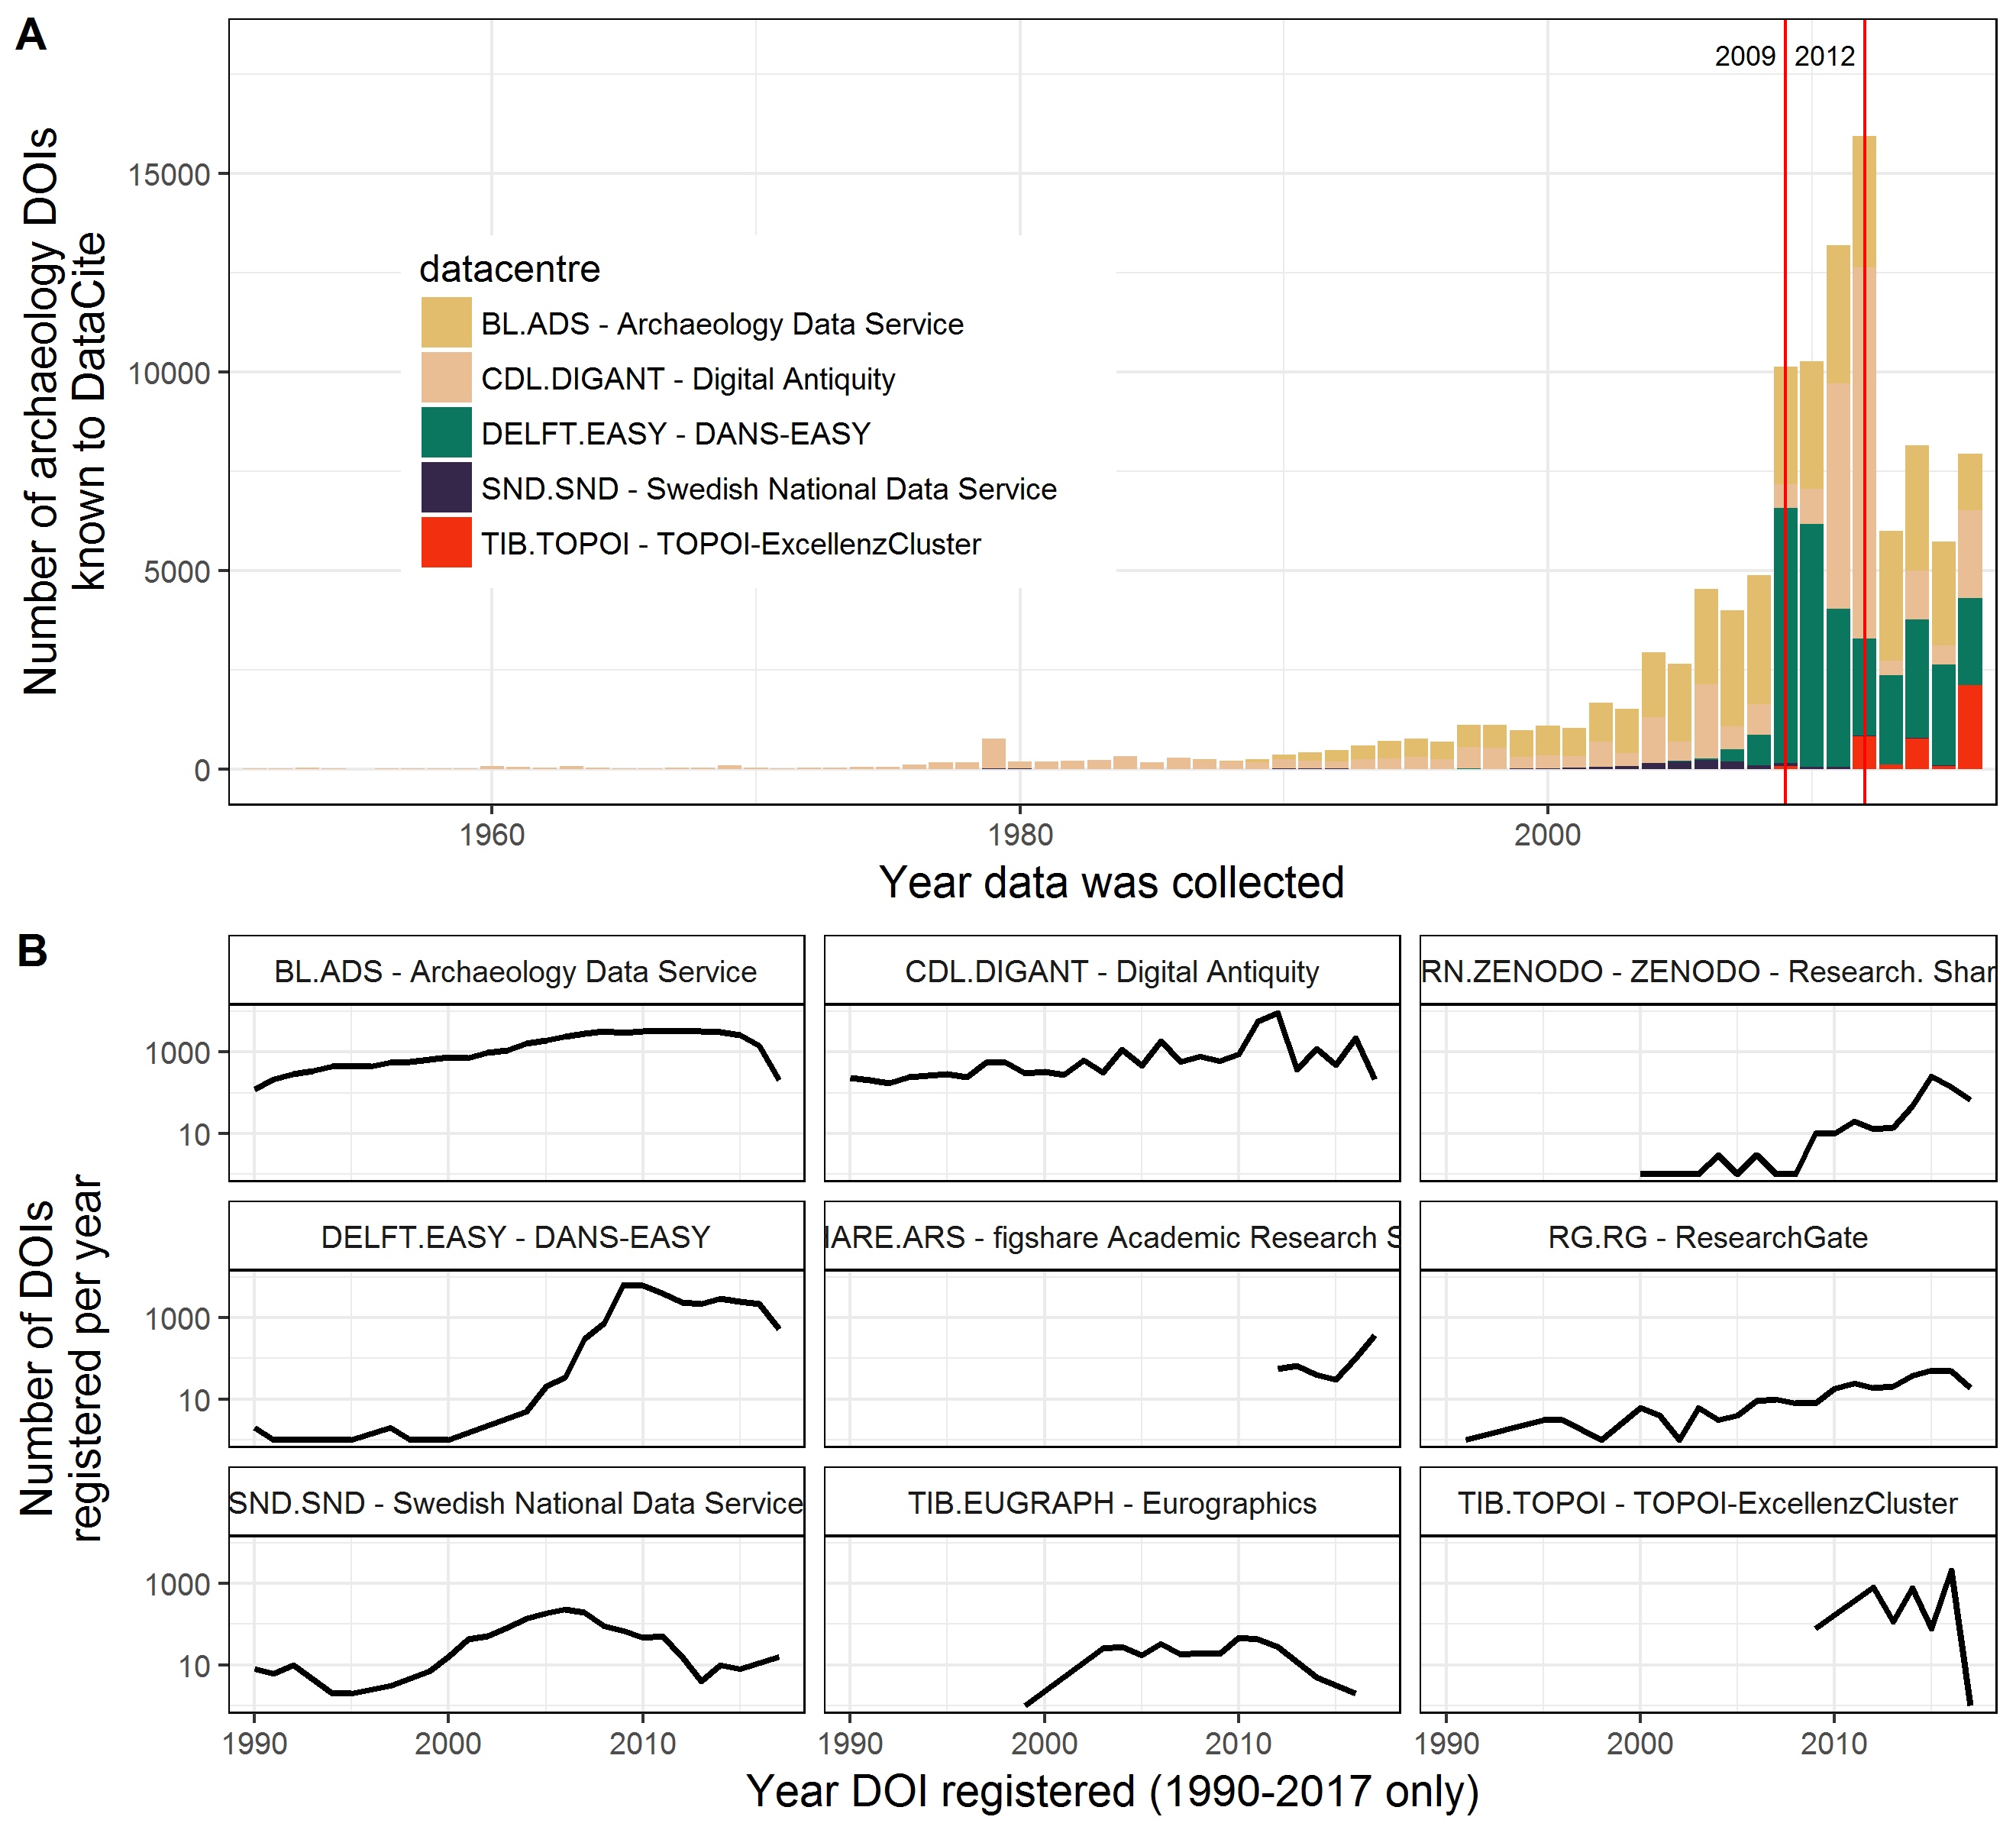 A
Number of archaeology DOIs
known to DataCite
15000
10000
5000
0
2009 2012
datacentre
BL.ADS - Archaeology Data Service
CDL.DIGANT - Digital Antiquity
DELFT.EASY - DANS-EASY
SND.SND - Swedish National Data Service
TIB.TOPOI - TOPOI-ExcellenzCluster
1960 1980 2000
Year data was collected
B
Number of DOIs
registered per year
BL.ADS - Archaeology Data Service
CDL.DIGANT - Digital Antiquity
RN.ZENODO - ZENODO - Research. Shar
1000
10
DELFT.EASY - DANS-EASY
IARE.ARS - figshare Academic Research S
RG.RG - ResearchGate
1000
10
SND.SND - Swedish National Data Service
TIB.EUGRAPH - Eurographics
TIB.TOPOI - TOPOI-ExcellenzCluster
1000
10
1990 2000 2010 1990 2000 2010 1990 2000 2010
Year DOI registered (1990-2017 only)